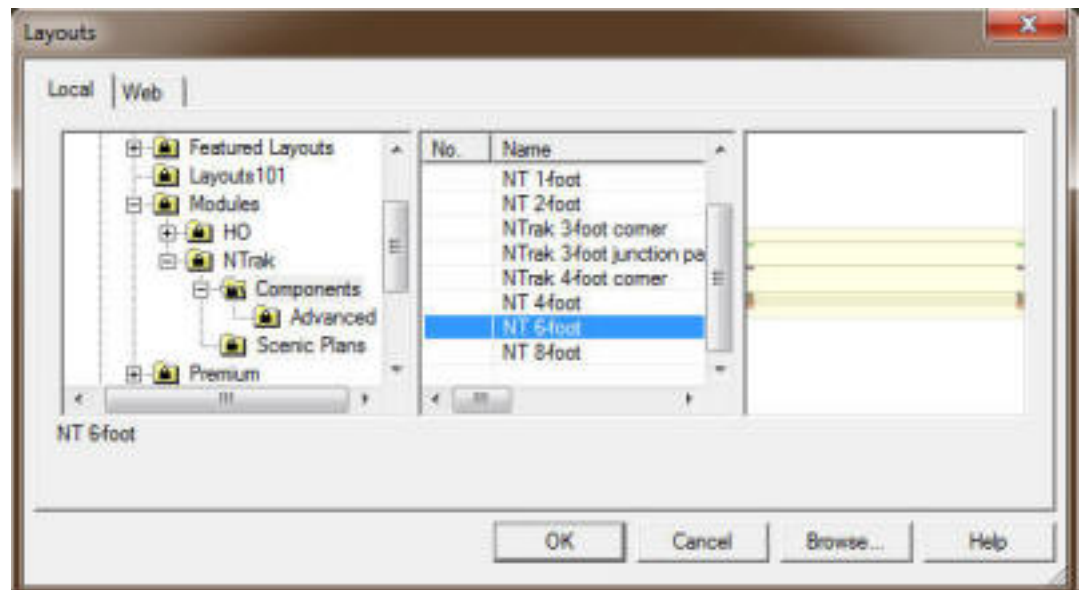 Layouts
Local
Web
Featured Layouts
Layouts101
Modules
HO
NTrak
Components
Advanced
Scenic Plans
Premium
No.
Name
NT 1-foot
NT 2-foot
NTrak 3-foot corner
NTrak 3-foot junction pa
NTrak 4-foot corner
NT 4-foot
NT 6-foot
NT 8-foot
NT 6-foot
OK
Cancel
Browse...
Help